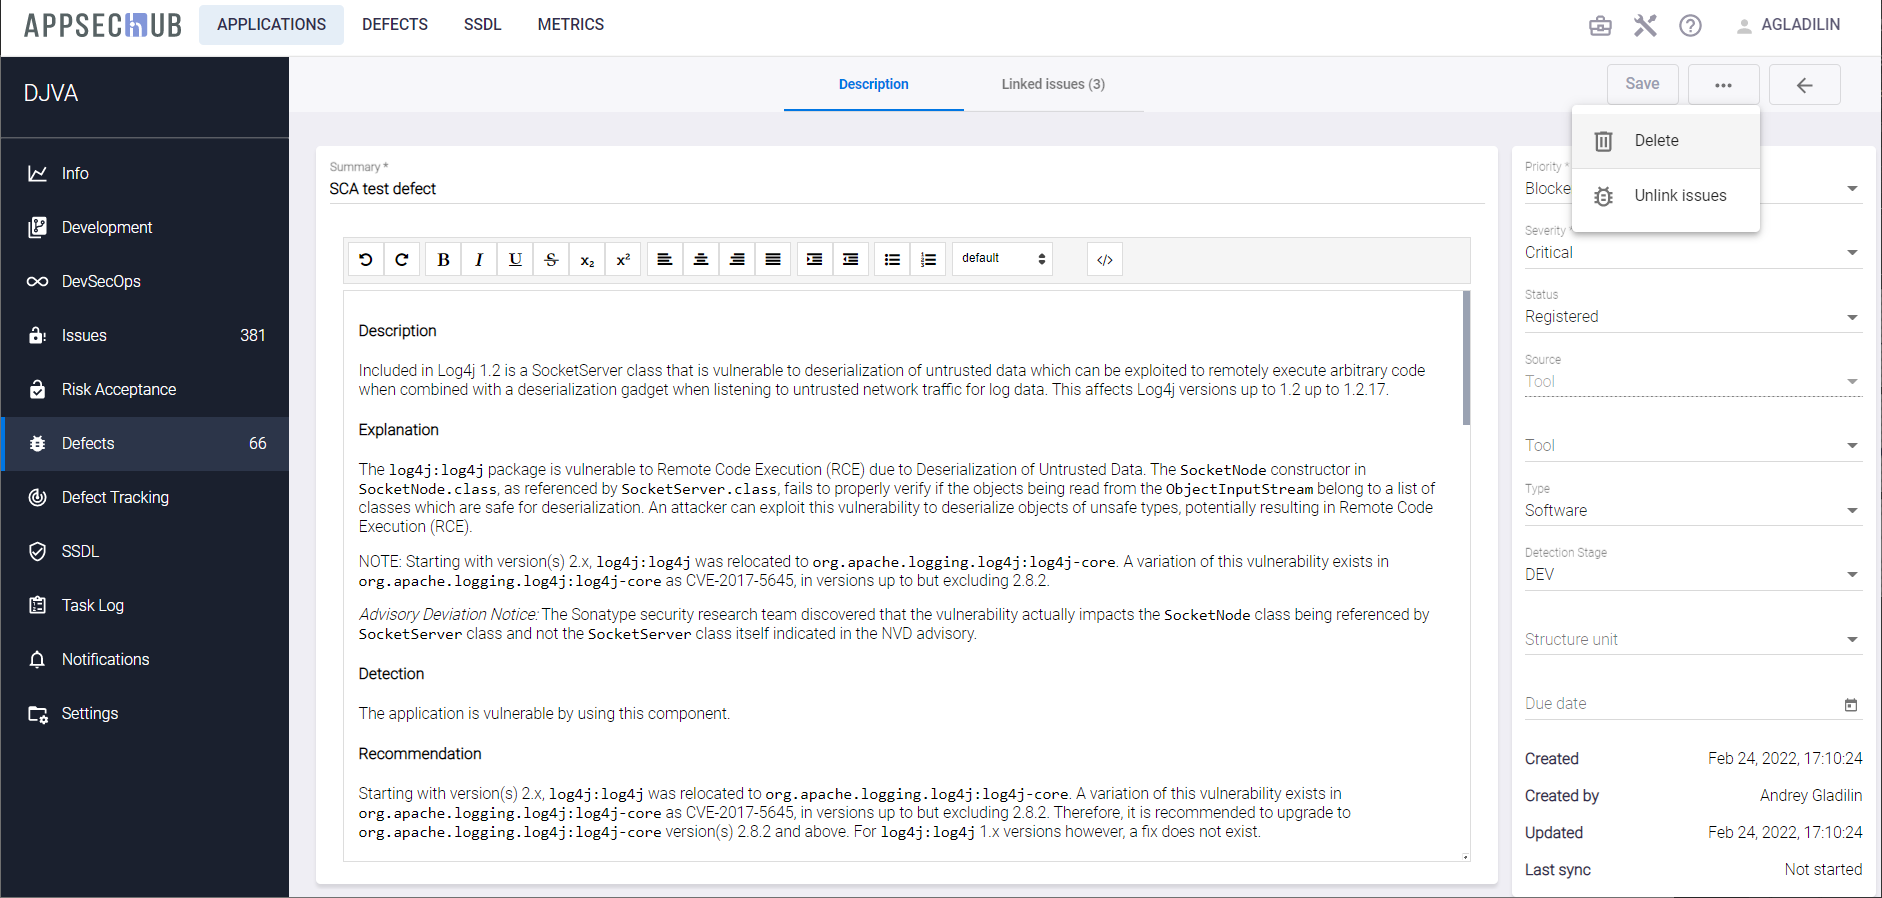 APPSECHUB
APPLICATIONS
DEFECTS
SSDL
METRICS
AGLADILIN
DJVA
Info
Development
DevSecOps
Issues 381
Risk Acceptance
Defects 66
Defect Tracking
SSDL
Task Log
Notifications
Settings
Description
Linked issues (3)
Save
Delete
Unlink issues
Summary *
SCA test defect
B I U S x₂ x² default </>
Description
Included in Log4j 1.2 is a SocketServer class that is vulnerable to deserialization of untrusted data which can be exploited to remotely execute arbitrary code
when combined with a deserialization gadget when listening to untrusted network traffic for log data. This affects Log4j versions up to 1.2 up to 1.2.17.
Explanation
The log4j:log4j package is vulnerable to Remote Code Execution (RCE) due to Deserialization of Untrusted Data. The SocketNode constructor in
SocketNode.class, as referenced by SocketServer.class, fails to properly verify if the objects being read from the ObjectInputStream belong to a list of
classes which are safe for deserialization. An attacker can exploit this vulnerability to deserialize objects of unsafe types, potentially resulting in Remote Code
Execution (RCE).
NOTE: Starting with version(s) 2.x, log4j:log4j was relocated to org.apache.logging.log4j:log4j-core. A variation of this vulnerability exists in
org.apache.logging.log4j:log4j-core as CVE-2017-5645, in versions up to but excluding 2.8.2.
Advisory Deviation Notice: The Sonatype security research team discovered that the vulnerability actually impacts the SocketNode class being referenced by
SocketServer class and not the SocketServer class itself indicated in the NVD advisory.
Detection
The application is vulnerable by using this component.
Recommendation
Starting with version(s) 2.x, log4j:log4j was relocated to org.apache.logging.log4j:log4j-core. A variation of this vulnerability exists in
org.apache.logging.log4j:log4j-core as CVE-2017-5645, in versions up to but excluding 2.8.2. Therefore, it is recommended to upgrade to
org.apache.logging.log4j:log4j-core version(s) 2.8.2 and above. For log4j:log4j 1.x versions however, a fix does not exist.
Priority *
Blocke
Severity *
Critical
Status
Registered
Source
Tool
Tool
Type
Software
Detection Stage
DEV
Structure unit
Due date
Created Feb 24, 2022, 17:10:24
Created by Andrey Gladilin
Updated Feb 24, 2022, 17:10:24
Last sync Not started